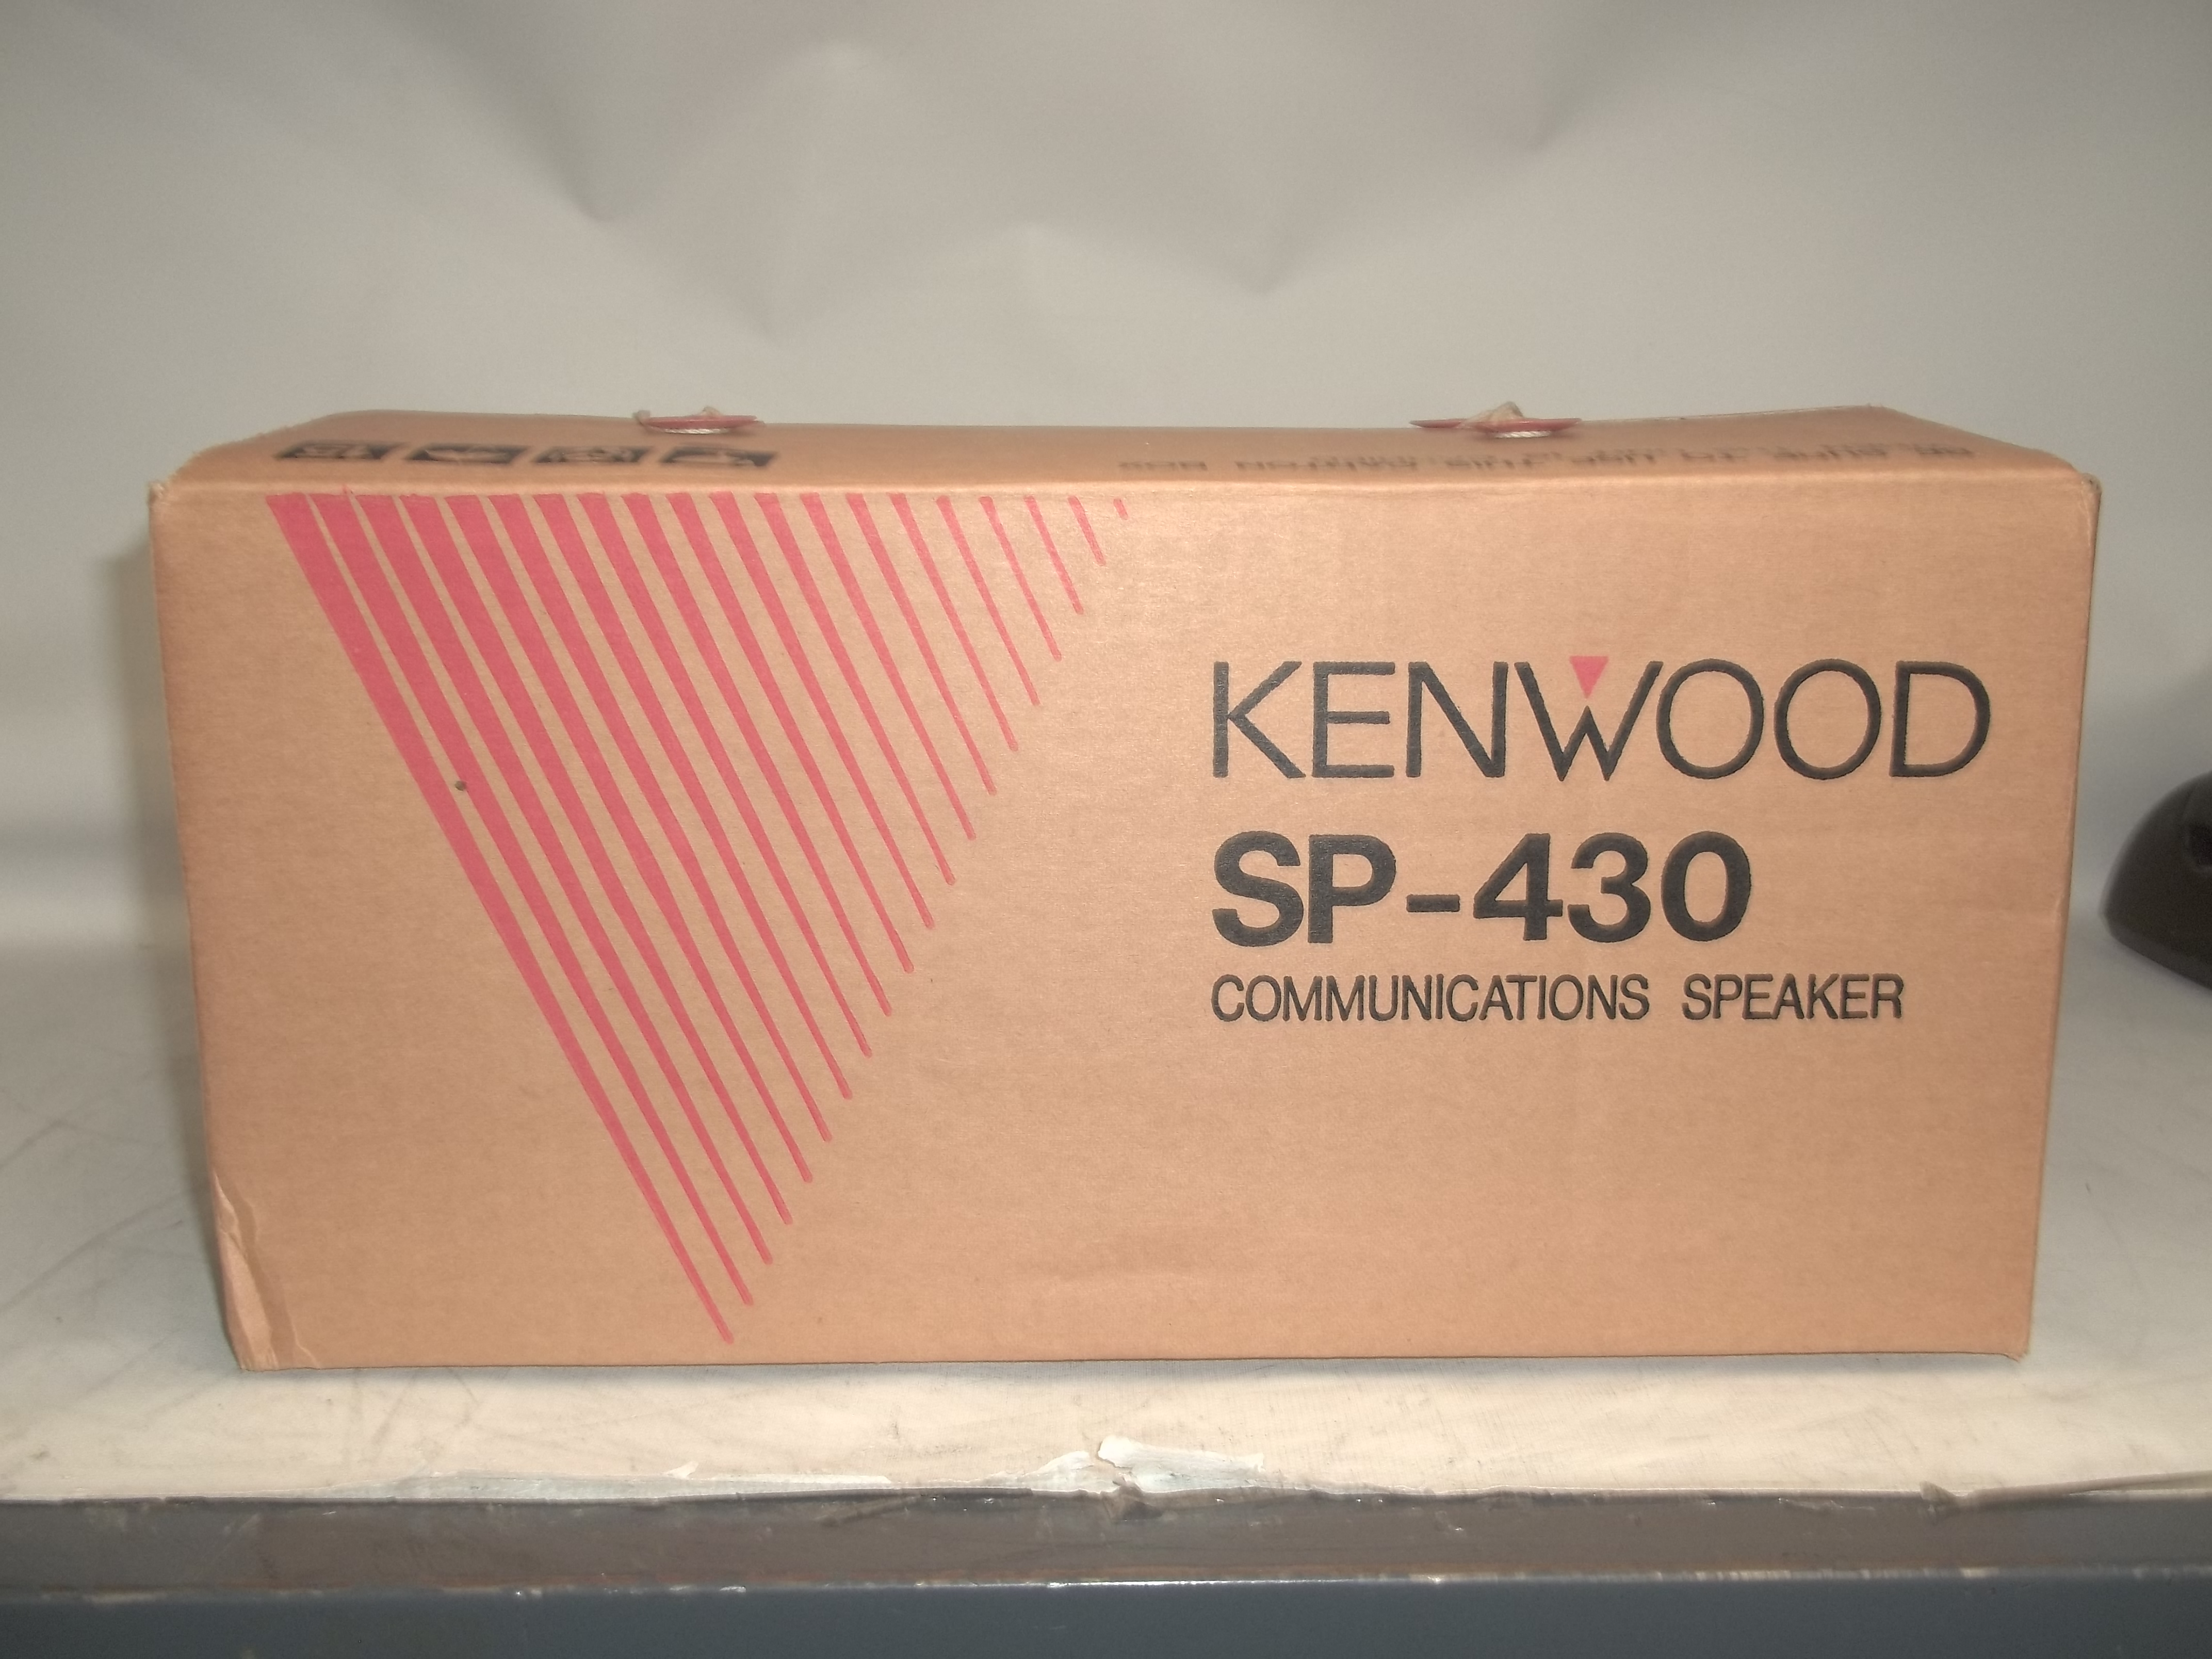 KENWOOD
SP-430
COMMUNICATIONS SPEAKER